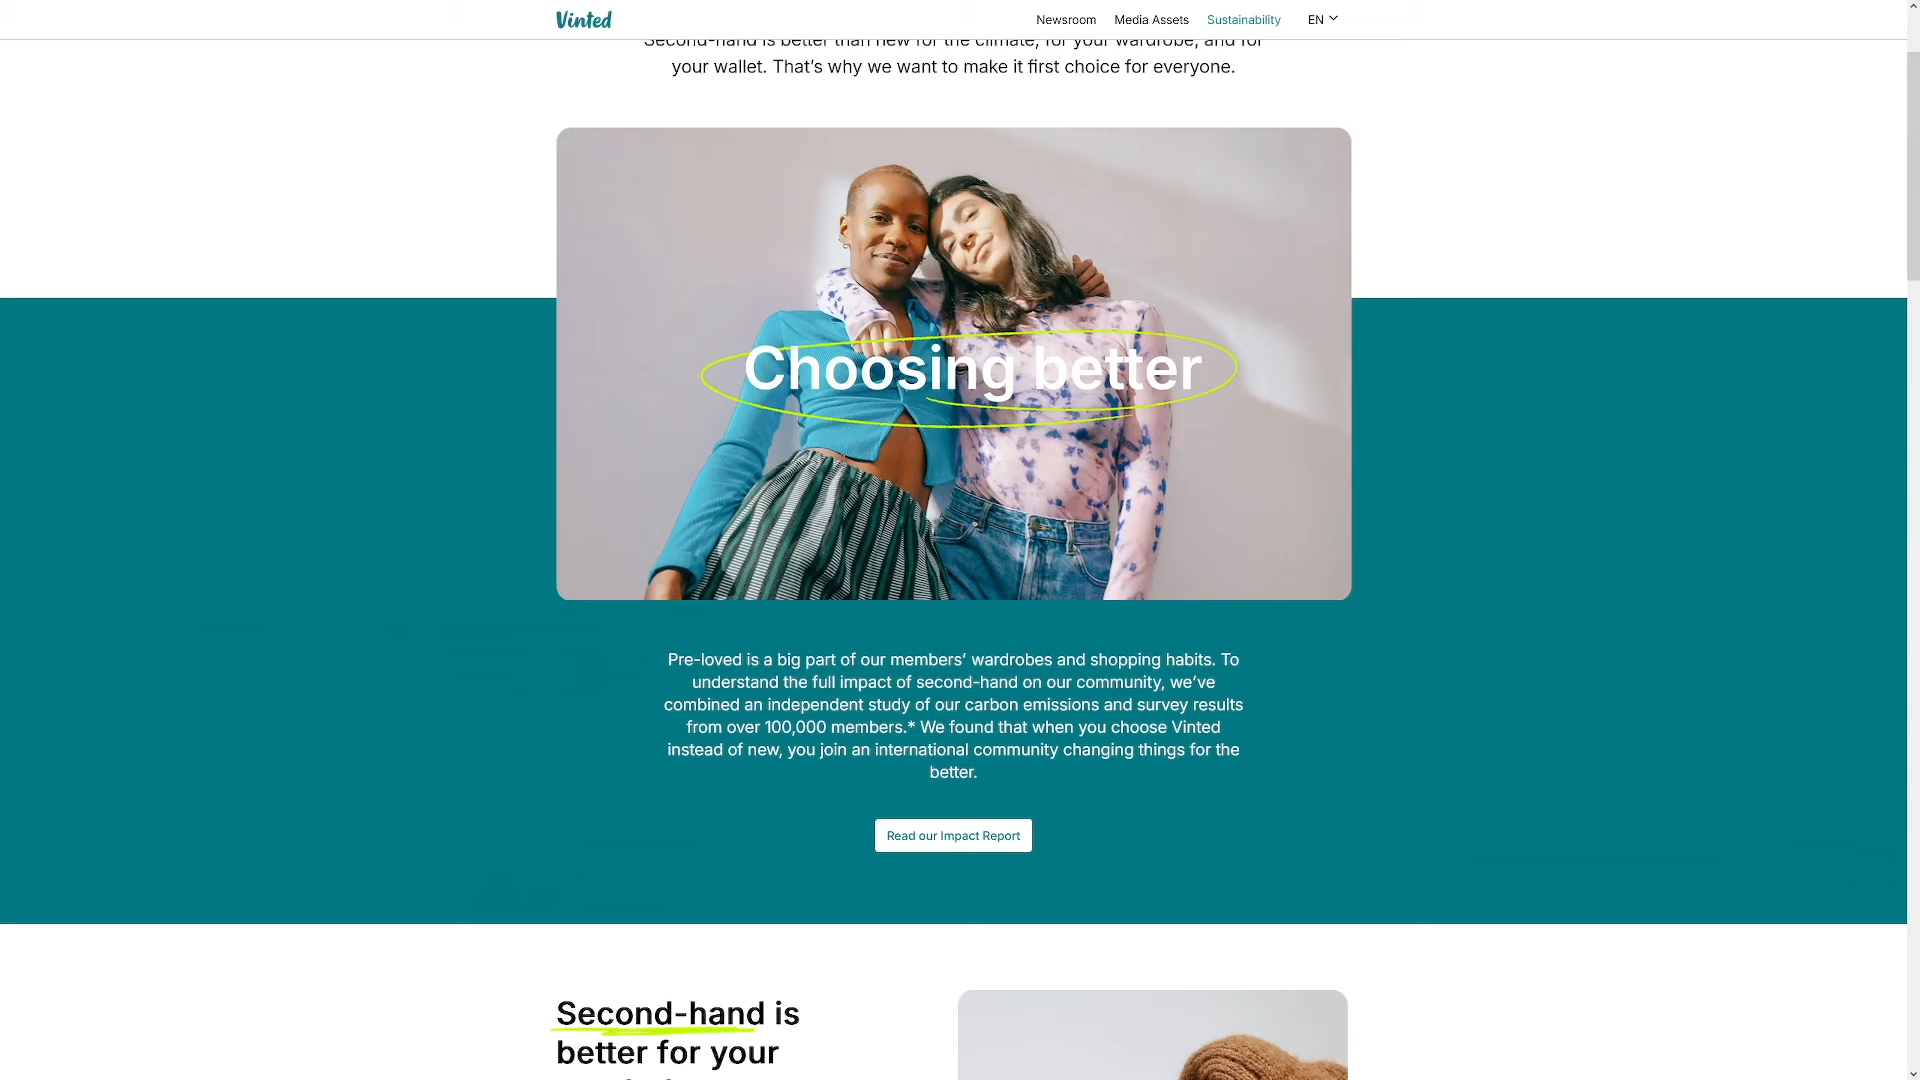 Vinted
Newsroom Media Assets Sustainability EN
Second-hand is better than new for the climate, for your wardrobe, and for
your wallet. That’s why we want to make it first choice for everyone.
Choosing better
Pre-loved is a big part of our members’ wardrobes and shopping habits. To
understand the full impact of second-hand on our community, we’ve
combined an independent study of our carbon emissions and survey results
from over 100,000 members.* We found that when you choose Vinted
instead of new, you join an international community changing things for the
better.
Read our Impact Report
Second-hand is
better for your